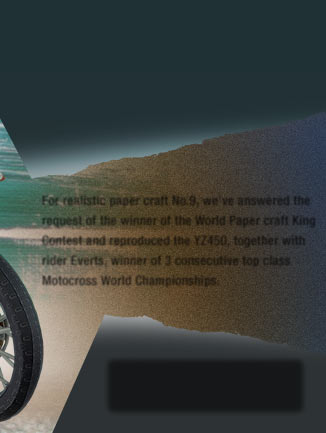 For realistic paper craft No.9, we've answered the
request of the winner of the World Paper craft King
Contest and reproduced the YZ450, together with
rider Everts, winner of 3 consecutive top class
Motocross World Championships.